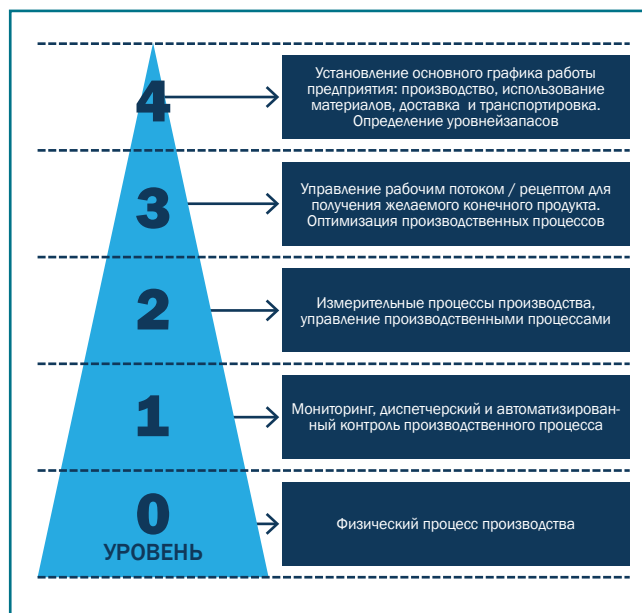 4
Установление основного графика работы
предприятия: производство, использование
материалов, доставка и транспортировка.
Определение уровнейзапасов
3
Управление рабочим потоком / рецептом для
получения желаемого конечного продукта.
Оптимизация производственных процессов
2
Измерительные процессы производства,
управление производственными процессами
1
Мониторинг, диспетчерский и автоматизирован-
ный контроль производственного процесса
0
УРОВЕНЬ
Физический процесс производства